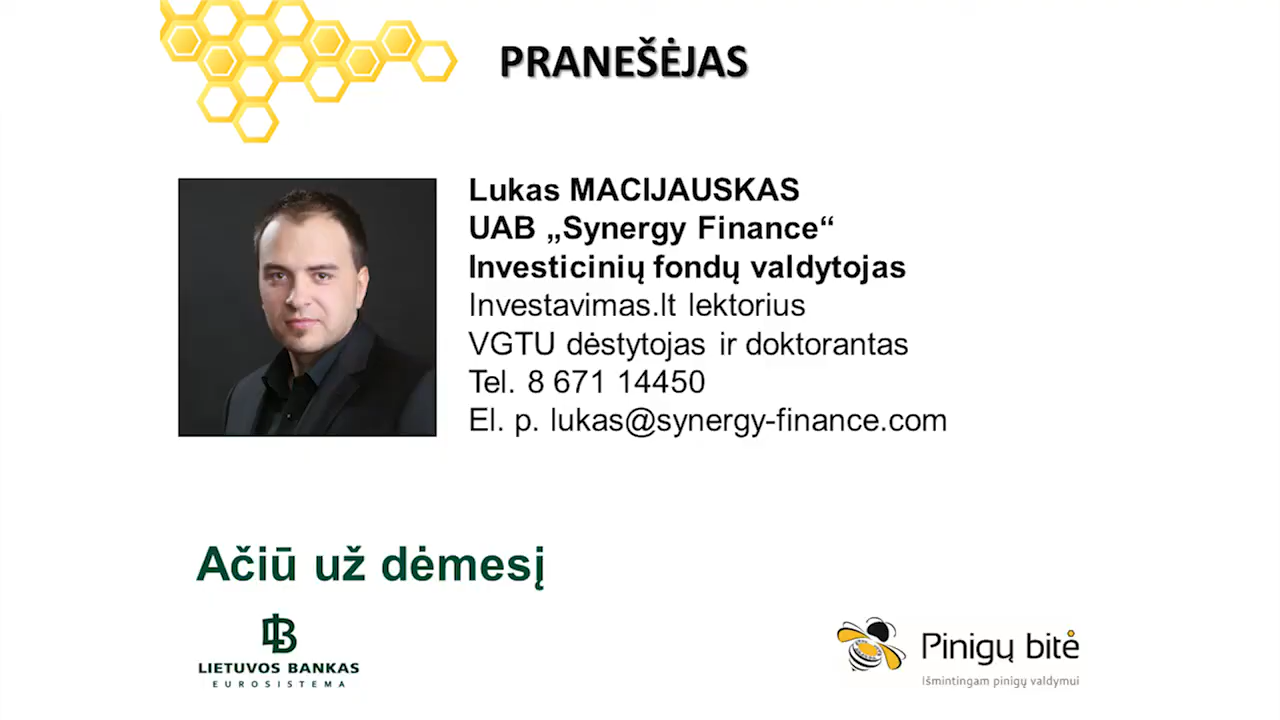 PRANEŠĖJAS
Lukas MACIJAUSKAS
UAB „Synergy Finance“
Investicinių fondų valdytojas
Investavimas.lt lektorius
VGTU dėstytojas ir doktorantas
Tel. 8 671 14450
El. p. lukas@synergy-finance.com
Ačiū už dėmesį
LIETUVOS BANKAS
EUROSISTEMA
Pinigų bitė
Išmintingam pinigų valdymui